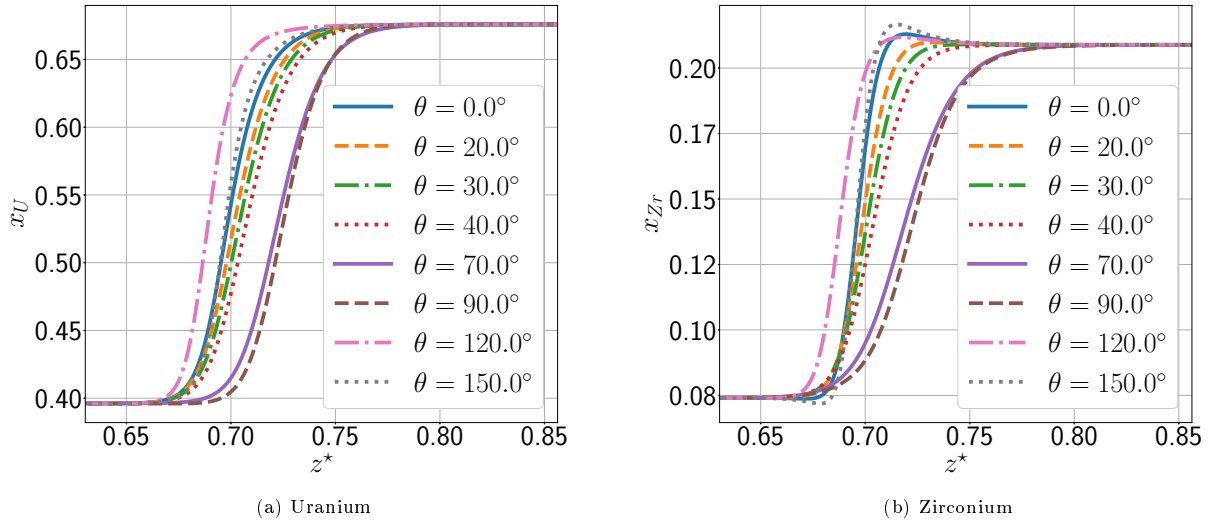 0.65
0.60
0.55
0.50
0.45
0.40
x_U
0.65 0.70 0.75 0.80 0.85
z⋆
θ = 0.0°
θ = 20.0°
θ = 30.0°
θ = 40.0°
θ = 70.0°
θ = 90.0°
θ = 120.0°
θ = 150.0°
(a) Uranium
0.20
0.17
0.15
0.12
0.10
0.08
x_{Zr}
0.65 0.70 0.75 0.80 0.85
z⋆
θ = 0.0°
θ = 20.0°
θ = 30.0°
θ = 40.0°
θ = 70.0°
θ = 90.0°
θ = 120.0°
θ = 150.0°
(b) Zirconium